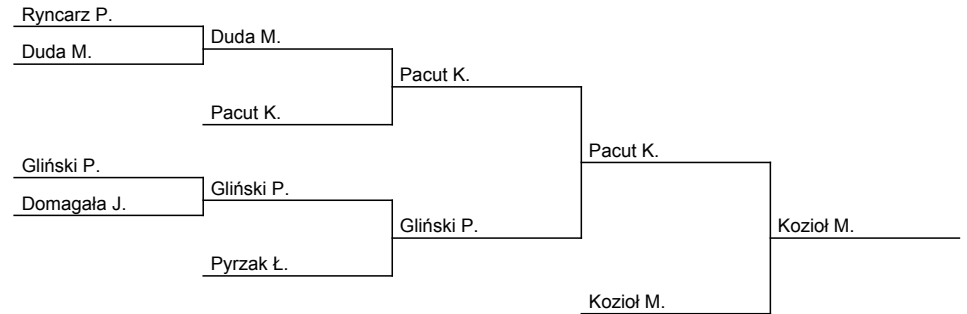 Ryncarz P.
Duda M.
Duda M.
Pacut K.
Pacut K.
Gliński P.
Domagała J.
Gliński P.
Pyrzak Ł.
Gliński P.
Pacut K.
Kozioł M.
Kozioł M.